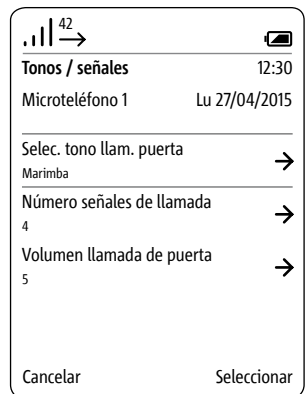 42
Tonos / señales 12:30
Microteléfono 1 Lu 27/04/2015
Selec. tono llam. puerta
Marimba
Número señales de llamada
4
Volumen llamada de puerta
5
Cancelar Seleccionar